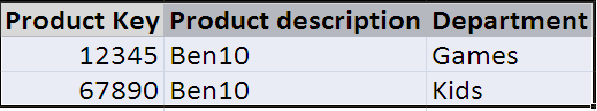 Product Key Product description Department
12345 Ben10 Games
67890 Ben10 Kids